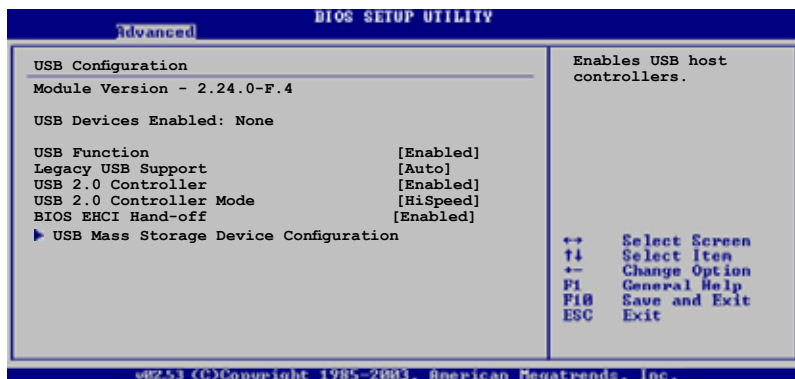 BIOS SETUP UTILITY
Advanced
USB Configuration
Module Version - 2.24.0-F.4
USB Devices Enabled: None
USB Function [Enabled]
Legacy USB Support [Auto]
USB 2.0 Controller [Enabled]
USB 2.0 Controller Mode [HiSpeed]
BIOS EHCI Hand-off [Enabled]
USB Mass Storage Device Configuration
Enables USB host
controllers.
↔ Select Screen
↑↓ Select Item
+- Change Option
F1 General Help
F10 Save and Exit
ESC Exit
v02.53 (C)Copyright 1985-2003, American Megatrends, Inc.